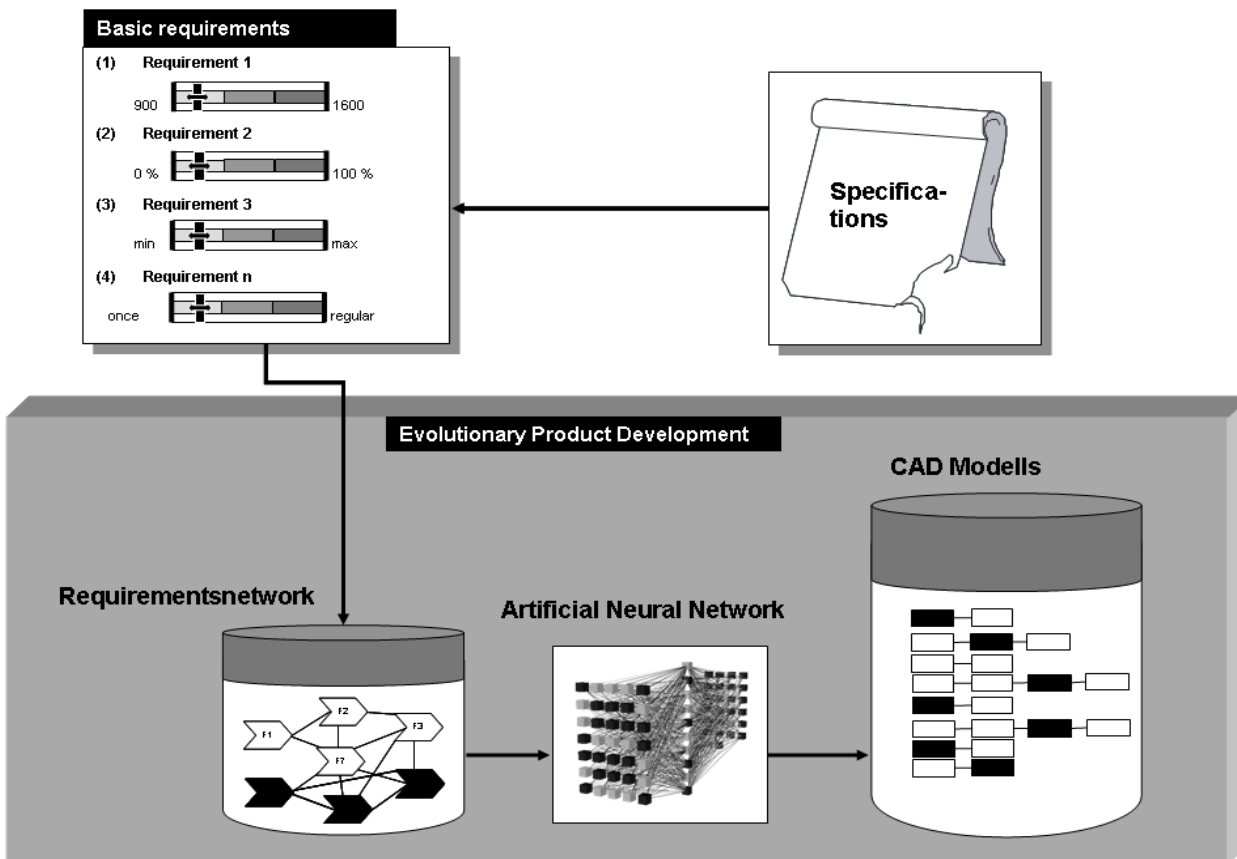 Basic requirements
(1) Requirement 1
900 1600
(2) Requirement 2
0 % 100 %
(3) Requirement 3
min max
(4) Requirement n
once regular
Specifica-
tions
Evolutionary Product Development
CAD Modells
Requirementsnetwork
Artificial Neural Network
F2
F1 F3
F7